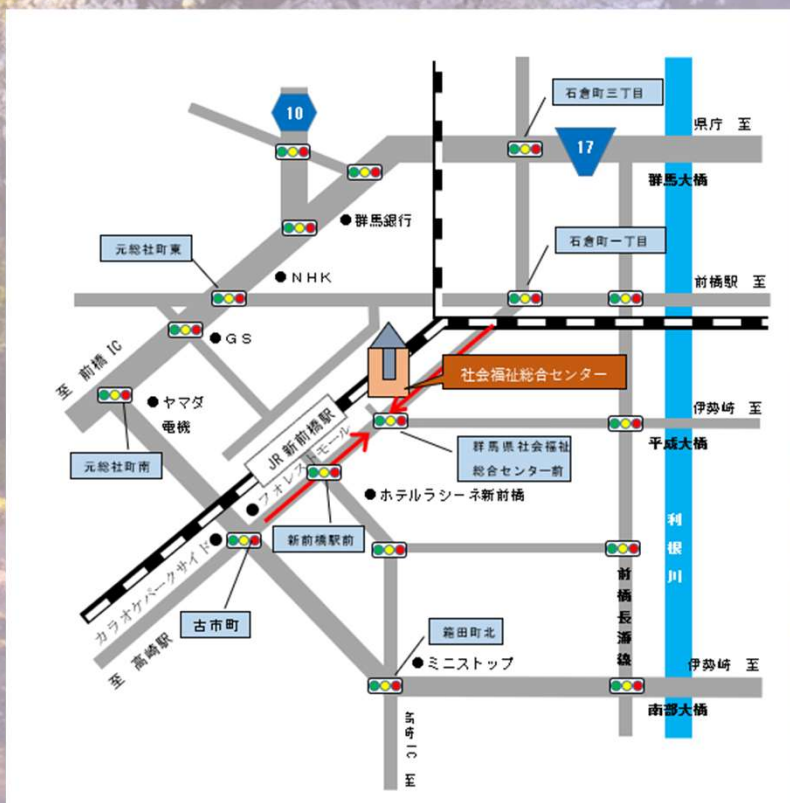 石倉町三丁目
10
17
県庁 至
群馬大橋
群馬銀行
元総社町東
石倉町一丁目
NHK
前橋駅 至
GS
至 前橋IC
社会福祉総合センター
ヤマダ
電機
伊勢崎 至
平成大橋
JR 新前橋駅
元総社町南
群馬県社会福祉
総合センター前
フォレストモール
ホテルラシーネ新前橋
新前橋駅前
利根川
カラオケパークサイド
前橋長瀞線
古市町
箱田町北
至 高崎駅
ミニストップ
伊勢崎 至
南部大橋
IC 至